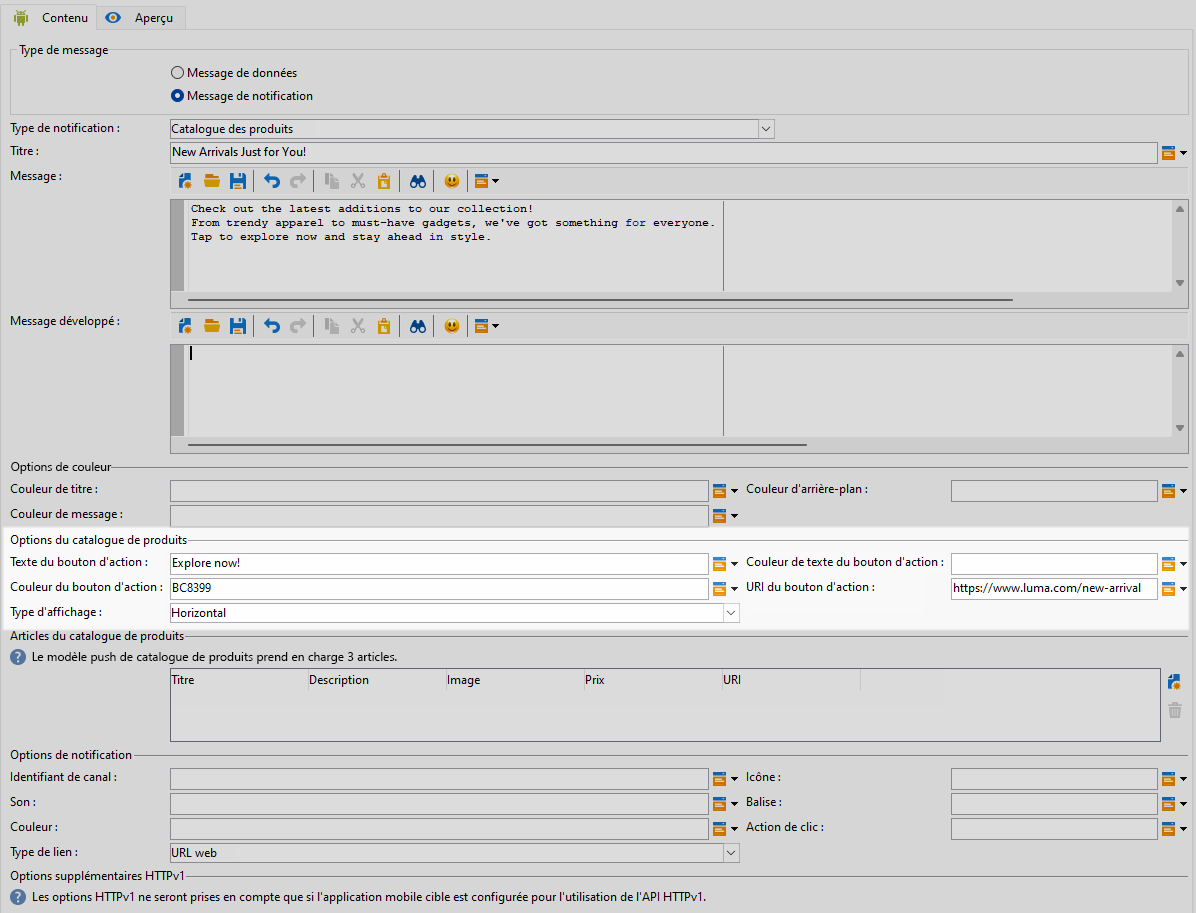 Contenu Aperçu
Type de message
Message de données
Message de notification
Type de notification : Catalogue des produits
Titre : New Arrivals Just for You!
Message :
Check out the latest additions to our collection!
From trendy apparel to must-have gadgets, we've got something for everyone.
Tap to explore now and stay ahead in style.
Message développé :
Options de couleur
Couleur de titre : Couleur d'arrière-plan :
Couleur de message :
Options du catalogue de produits
Texte du bouton d'action : Explore now! Couleur de texte du bouton d'action :
Couleur du bouton d'action : BC8399 URI du bouton d'action : https://www.luma.com/new-arrival
Type d'affichage : Horizontal
Articles du catalogue de produits
? Le modèle push de catalogue de produits prend en charge 3 articles.
Titre Description Image Prix URI
Options de notification
Identifiant de canal : Icône :
Son : Balise :
Couleur : Action de clic :
Type de lien : URL web
Options supplémentaires HTTPv1
? Les options HTTPv1 ne seront prises en compte que si l'application mobile cible est configurée pour l'utilisation de l'API HTTPv1.